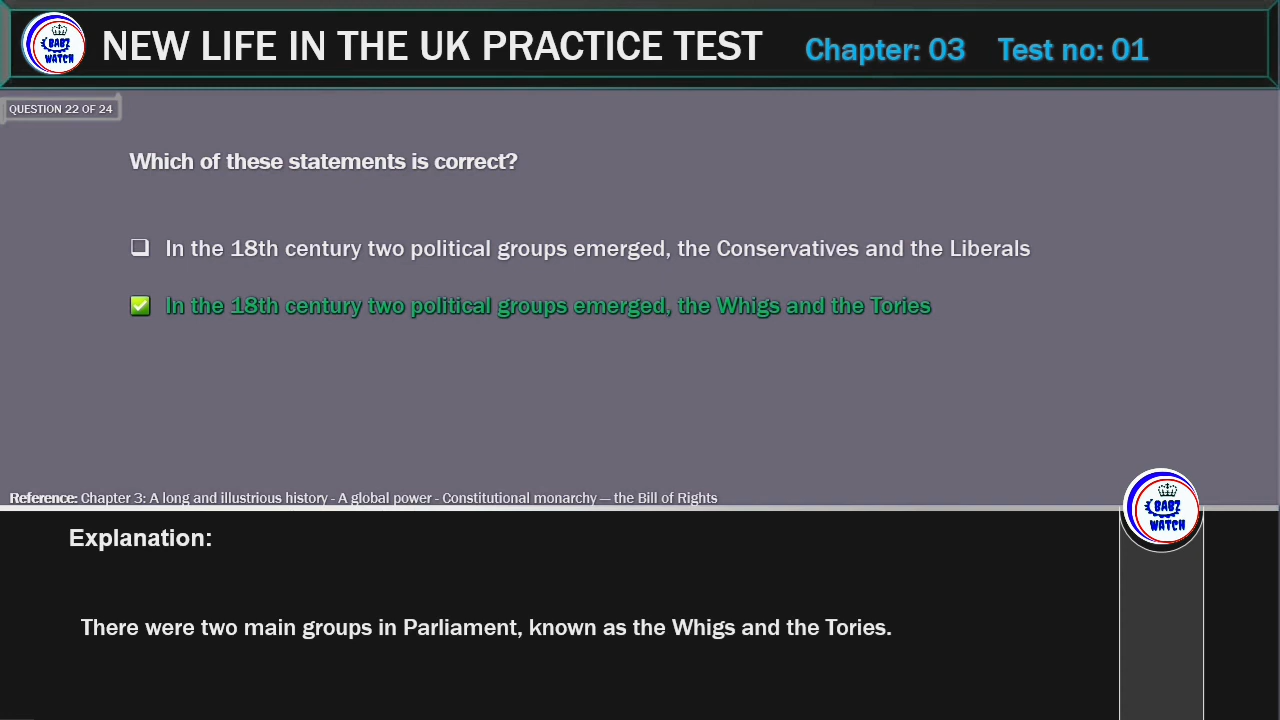 BABZ
WATCH
NEW LIFE IN THE UK PRACTICE TEST Chapter: 03 Test no: 01
QUESTION 22 OF 24
Which of these statements is correct?
In the 18th century two political groups emerged, the Conservatives and the Liberals
In the 18th century two political groups emerged, the Whigs and the Tories
Reference: Chapter 3: A long and illustrious history - A global power - Constitutional monarchy — the Bill of Rights
BABZ
WATCH
Explanation:
There were two main groups in Parliament, known as the Whigs and the Tories.